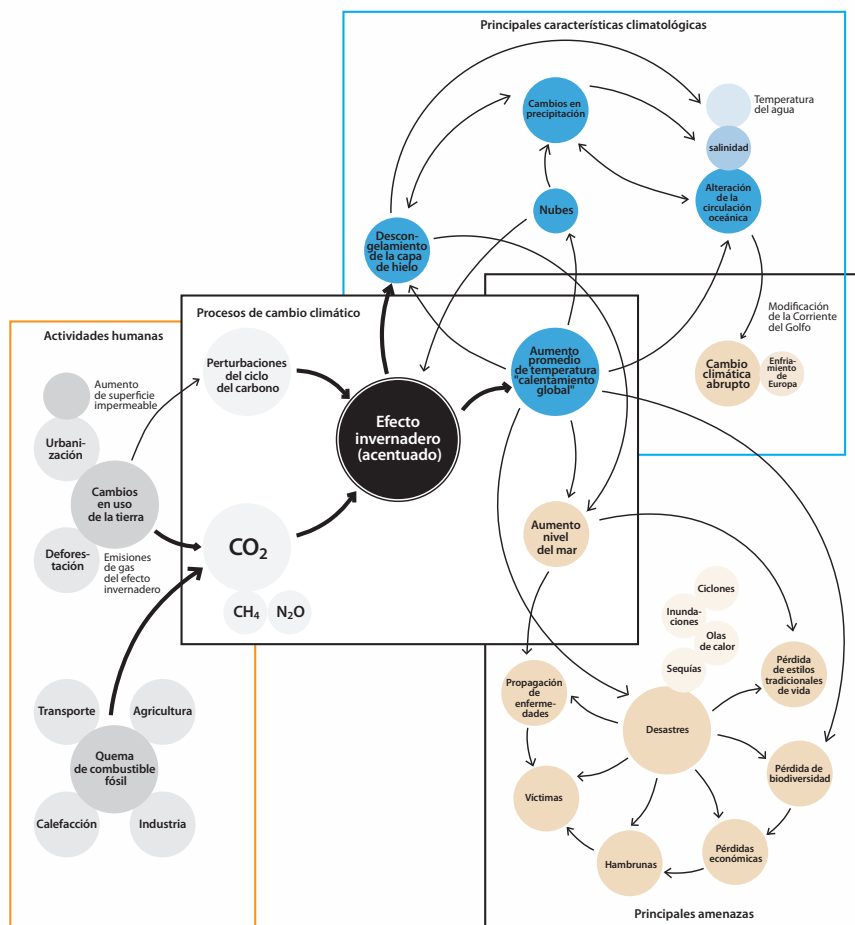 Principales características climatológicas
Cambios en
precipitación
Temperatura
del agua
salinidad
Alteración
de la
circulación
oceánica
Nubes
Descon-
gelamiento
de la capa
de hielo
Procesos de cambio climático
Modificación
de la Corriente
del Golfo
Actividades humanas
Perturbaciones
del ciclo
del carbono
Aumento
promedio
de temperatura
"calentamiento
global"
Cambio
climática
abrupto
Enfria-
miento de
Europa
Aumento
de superficie
impermeable
Efecto
invernadero
(acentuado)
Urbani-
zación
Cambios
en uso
de la tierra
Aumento
nivel
del mar
CO₂
Defores-
tación
Emisiones
de gas
del efecto
invernadero
CH₄
N₂O
Ciclones
Inunda-
ciones
Olas
de calor
Sequías
Pérdida
de estilos
tradicionales
de vida
Propagación
de
enferme-
dades
Transporte
Agricultura
Desastres
Quema
de combustible
fósil
Pérdida de
biodiversidad
Víctimas
Calefacción
Industria
Pérdidas
económicas
Hambrunas
Principales amenazas